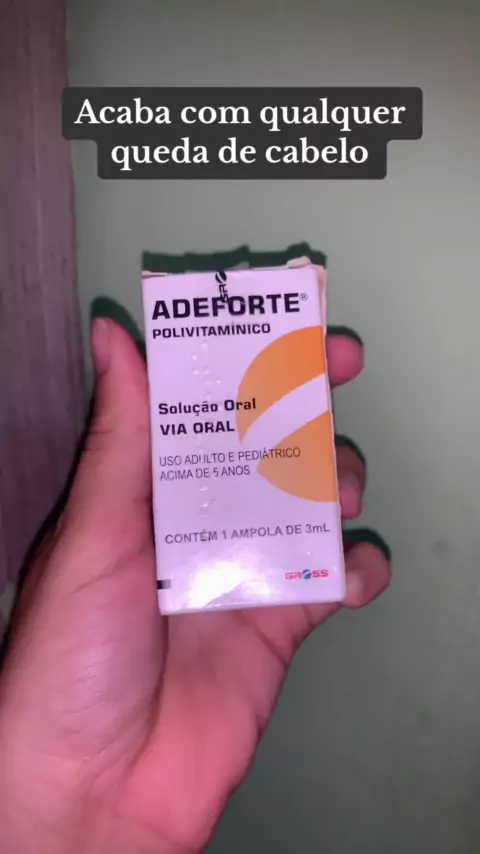 Acaba com qualquer
queda de cabelo
GROSS
ADEFORTE®
POLIVITAMÍNICO
Solução Oral
VIA ORAL
USO ADULTO E PEDIÁTRICO
ACIMA DE 5 ANOS
CONTÉM 1 AMPOLA DE 3mL
GROSS